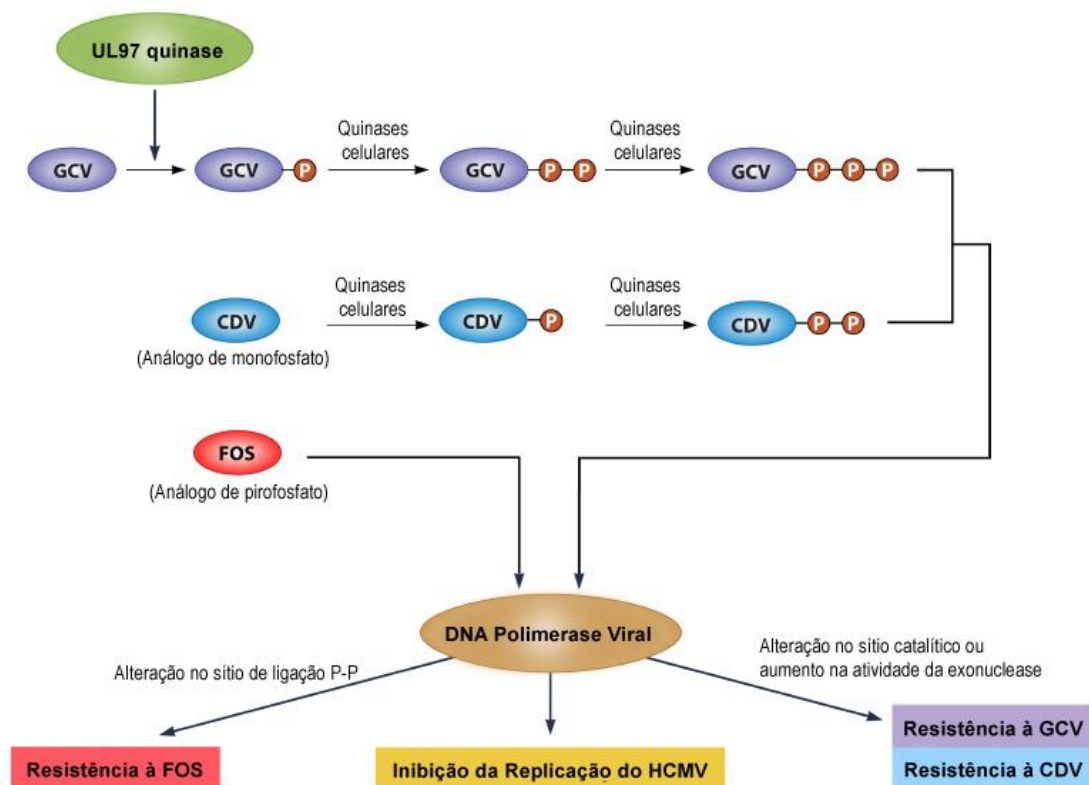 UL97 quinase
Quinases
celulares
Quinases
celulares
GCV
GCV
P
GCV
P
P
GCV
P
P
P
Quinases
celulares
Quinases
celulares
CDV
CDV
P
CDV
P
P
(Análogo de monofosfato)
FOS
(Análogo de pirofosfato)
DNA Polimerase Viral
Alteração no sítio de ligação P-P
Alteração no sítio catalítico ou
aumento na atividade da exonuclease
Resistência à FOS
Inibição da Replicação do HCMV
Resistência à GCV
Resistência à CDV